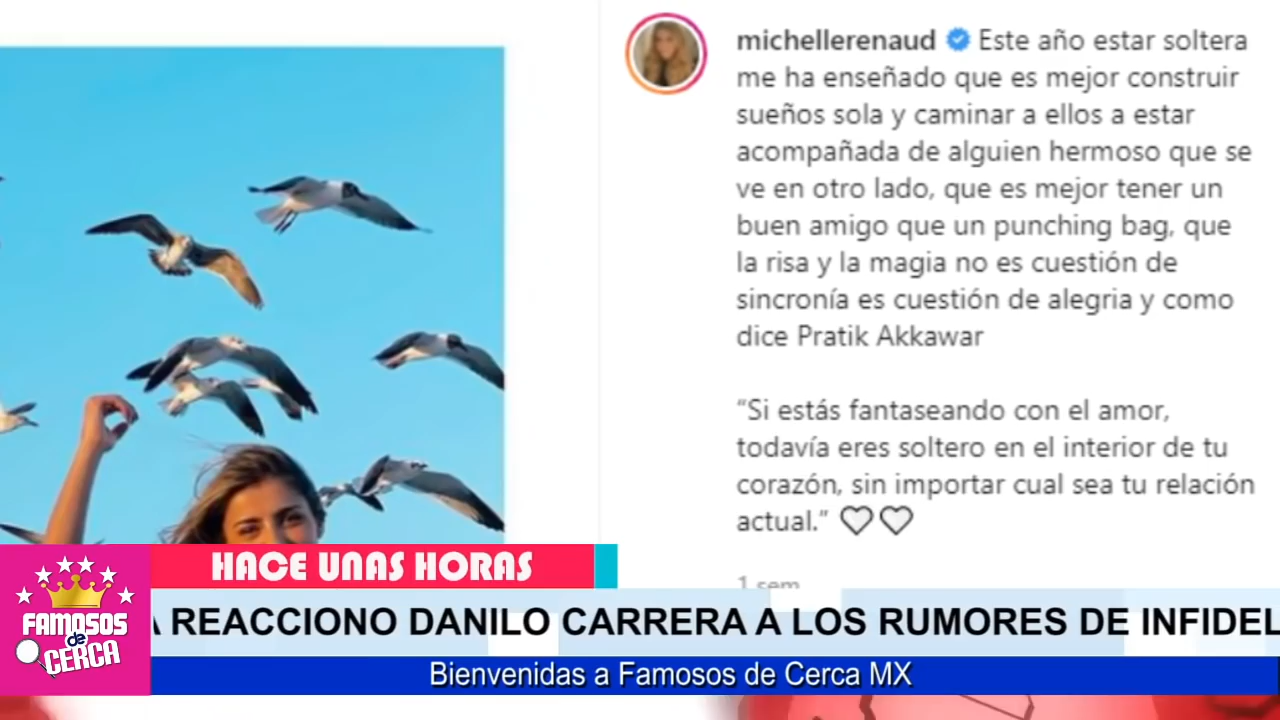 michellerenaud Este año estar soltera
me ha enseñado que es mejor construir
sueños sola y caminar a ellos a estar
acompañada de alguien hermoso que se
ve en otro lado, que es mejor tener un
buen amigo que un punching bag, que
la risa y la magia no es cuestión de
sincronía es cuestión de alegria y como
dice Pratik Akkawar
“Si estás fantaseando con el amor,
todavía eres soltero en el interior de tu
corazón, sin importar cual sea tu relación
actual.” ♡♡
1 sem
HACE UNAS HORAS
A REACCIONO DANILO CARRERA A LOS RUMORES DE INFIDEL
FAMOSOS
de
CERCA
Bienvenidas a Famosos de Cerca MX